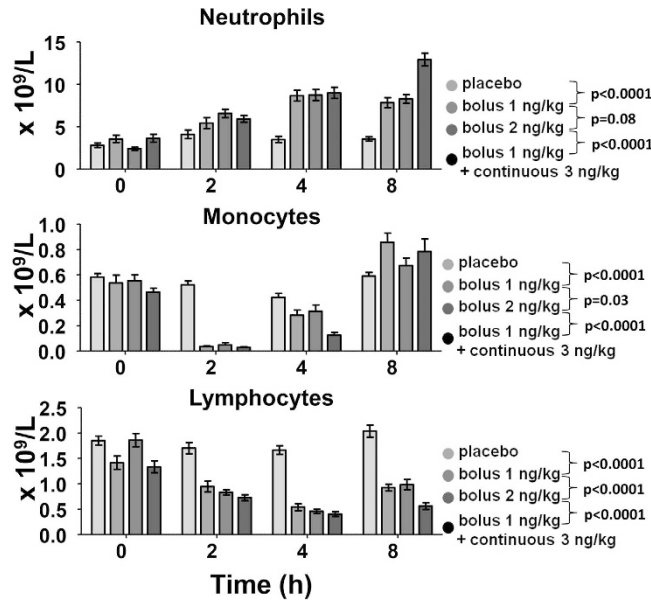 Neutrophils
x 10⁹/L
15
10
5
0
0 2 4 8
placebo
bolus 1 ng/kg
bolus 2 ng/kg
bolus 1 ng/kg
+ continuous 3 ng/kg
p<0.0001
p=0.08
p<0.0001
Monocytes
x 10⁹/L
1.0
0.8
0.6
0.4
0.2
0.0
0 2 4 8
placebo
bolus 1 ng/kg
bolus 2 ng/kg
bolus 1 ng/kg
+ continuous 3 ng/kg
p<0.0001
p=0.03
p<0.0001
Lymphocytes
x 10⁹/L
2.5
2.0
1.5
1.0
0.5
0.0
0 2 4 8
placebo
bolus 1 ng/kg
bolus 2 ng/kg
bolus 1 ng/kg
+ continuous 3 ng/kg
p<0.0001
p<0.0001
p<0.0001
Time (h)